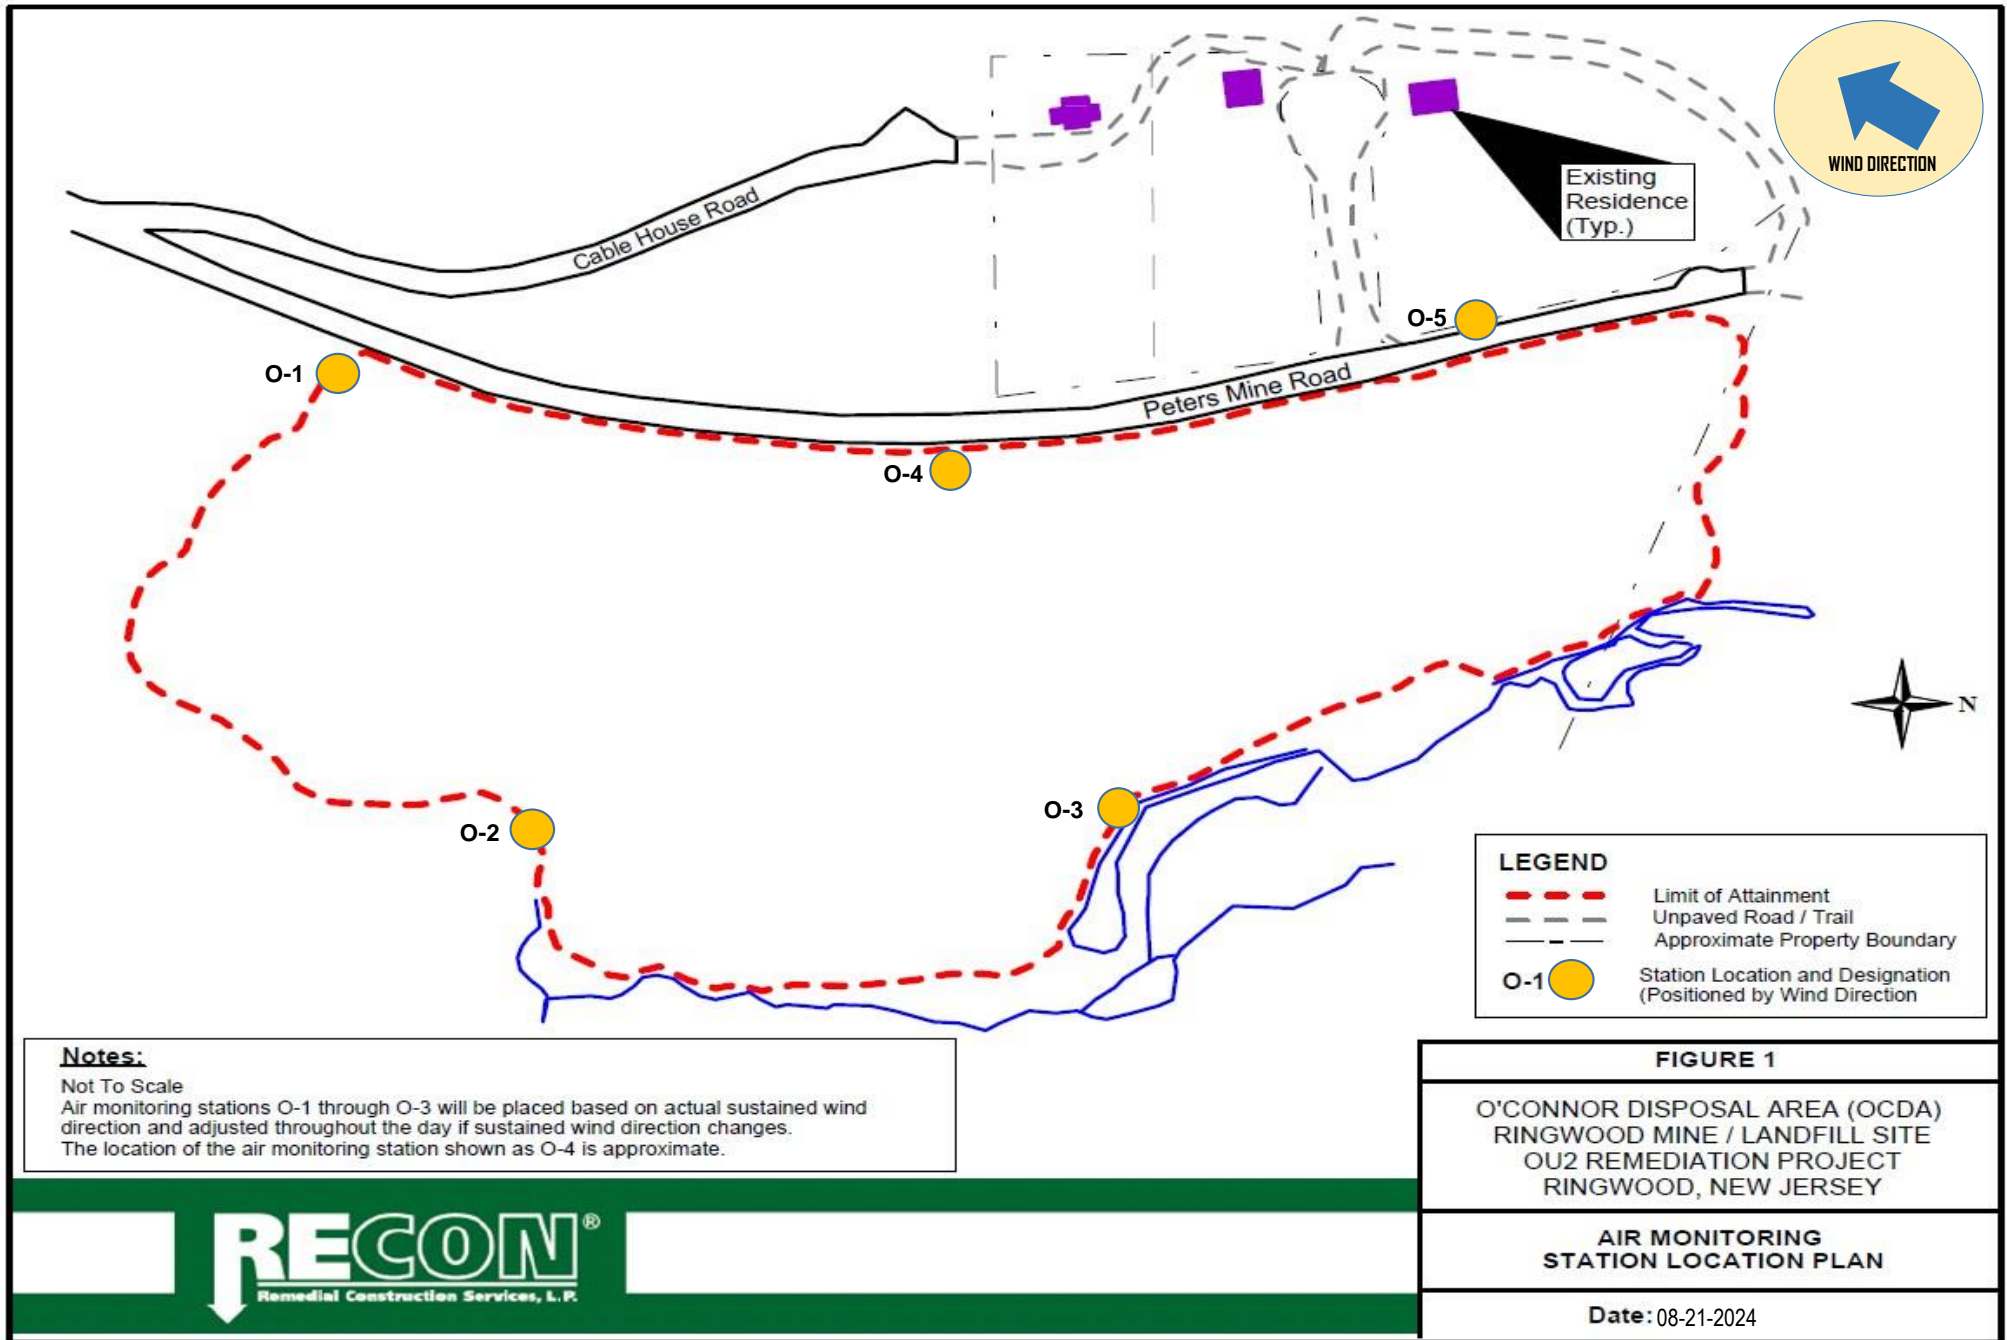 WIND DIRECTION
Existing
Residence
(Typ.)
Cable House Road
O-5
O-1
Peters Mine Road
O-4
N
O-3
O-2
LEGEND
Limit of Attainment
Unpaved Road / Trail
Approximate Property Boundary
O-1
Station Location and Designation
(Positioned by Wind Direction
Notes:
Not To Scale
Air monitoring stations O-1 through O-3 will be placed based on actual sustained wind
direction and adjusted throughout the day if sustained wind direction changes.
The location of the air monitoring station shown as O-4 is approximate.
FIGURE 1
O'CONNOR DISPOSAL AREA (OCDA)
RINGWOOD MINE / LANDFILL SITE
OU2 REMEDIATION PROJECT
RINGWOOD, NEW JERSEY
AIR MONITORING
STATION LOCATION PLAN
Date: 08-21-2024
RECON®
Remedial Construction Services, L.P.